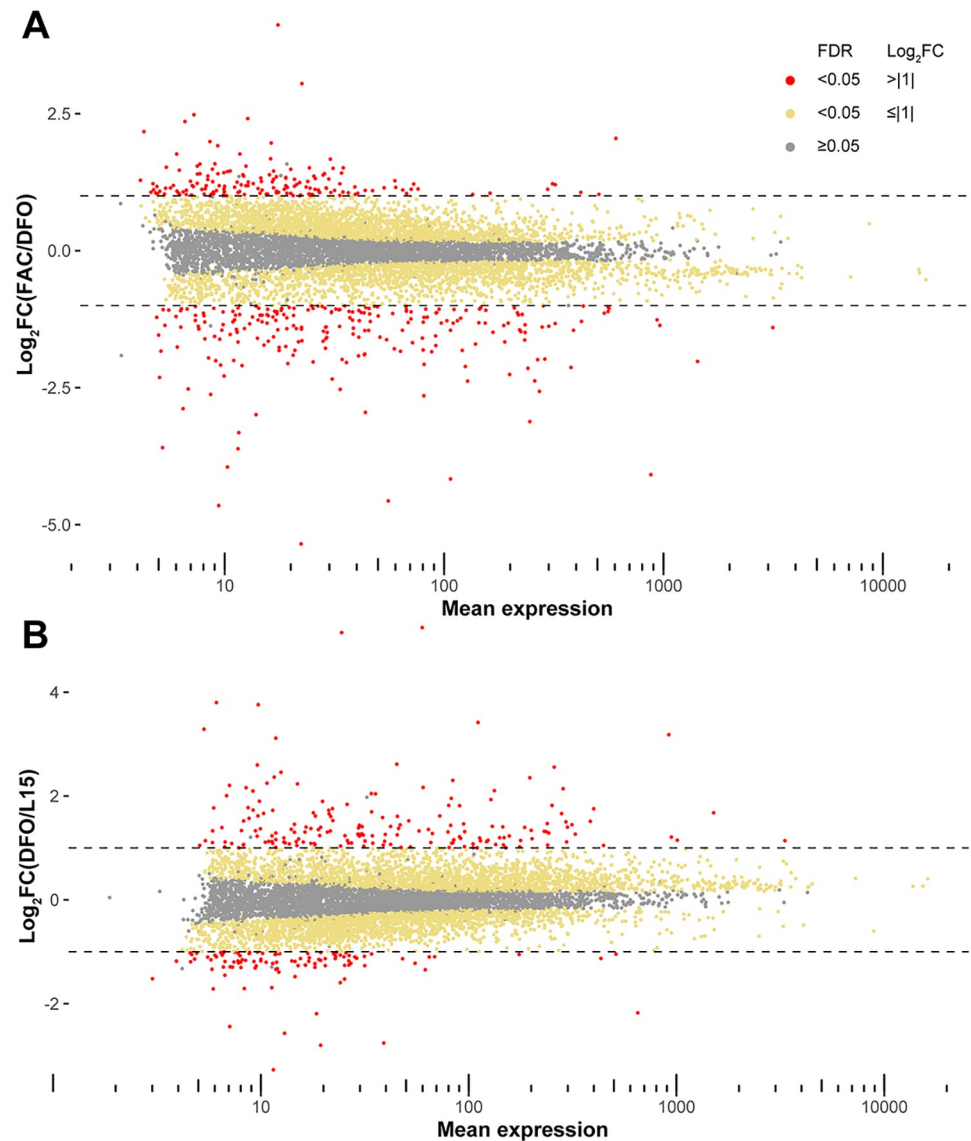 A
FDR Log₂FC
<0.05 >|1|
<0.05 ≤|1|
≥0.05
2.5
0.0
-2.5
-5.0
Log₂FC(FAC/DFO)
10 100 1000 10000
Mean expression
B
4
2
0
-2
Log₂FC(DFO/L15)
10 100 1000 10000
Mean expression